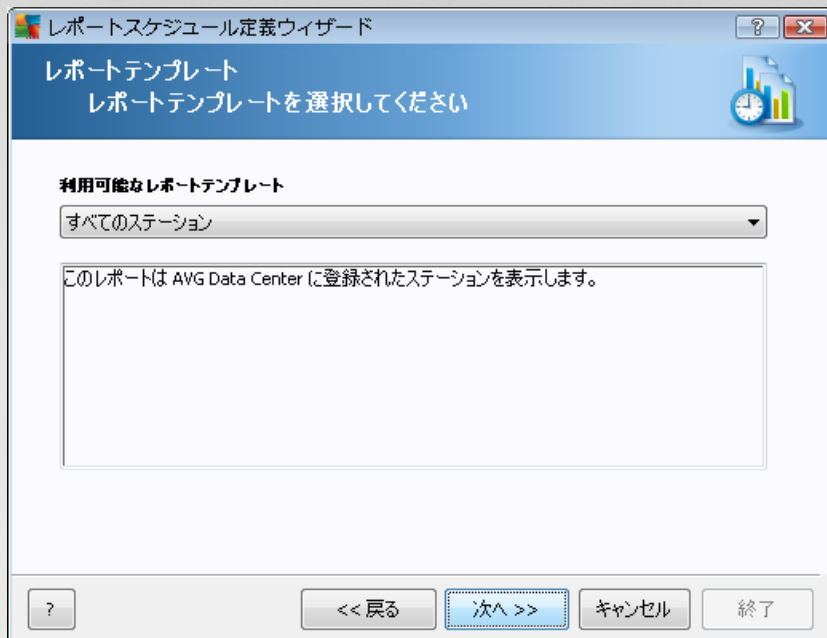 レポートスケジュール定義ウィザード
?
レポートテンプレート
レポートテンプレートを選択してください
利用可能なレポートテンプレート
すべてのステーション
このレポートは AVG Data Center に登録されたステーションを表示します。
?
<< 戻る
次へ >>
キャンセル
終了